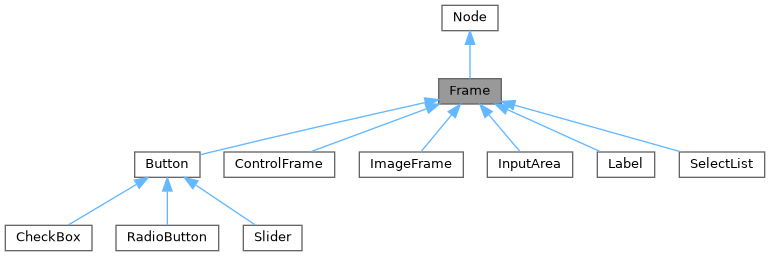 Node
Frame
Button
ControlFrame
ImageFrame
InputArea
Label
SelectList
CheckBox
RadioButton
Slider